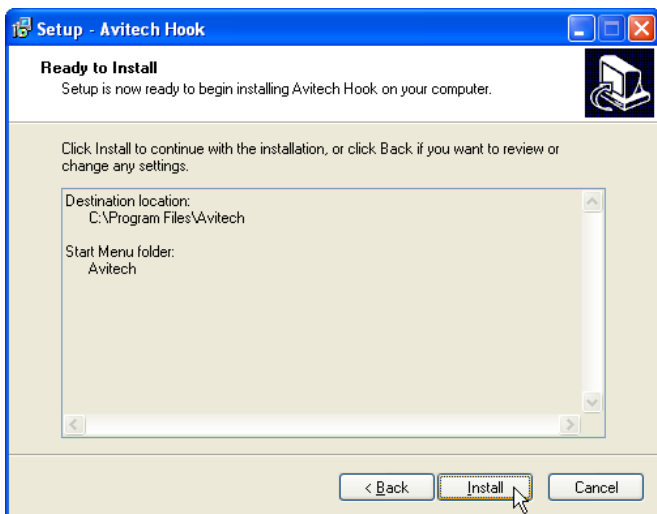 Setup - Avitech Hook
Ready to Install
Setup is now ready to begin installing Avitech Hook on your computer.
Click Install to continue with the installation, or click Back if you want to review or
change any settings.
Destination location:
C:\Program Files\Avitech
Start Menu folder:
Avitech
< Back
Install
Cancel